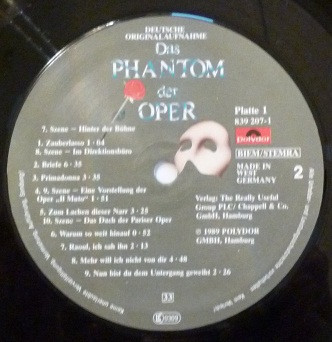 DEUTSCHE
ORIGINALAUFNAHME
Das
PHANTOM
der
OPER
Platte 1
839 207-1
Polydor
BIEM/STEMRA
MADE IN
WEST
GERMANY
2
7. Szene – Hinter der Bühne
1. Zauberlasso 1 · 04
8. Szene – Im Direktionsbüro
2. Briefe 6 · 35
3. Primadonna 3 · 35
4. 9. Szene – Eine Vorstellung der
Oper „Il Muto" 1 · 51
5. Zum Lachen dieser Narr 3 · 25
10. Szene – Das Dach der Pariser Oper
6. Warum so weit hinauf 0 · 52
7. Raoul, ich sah ihn 2 · 13
8. Mehr will ich nicht von dir 4 · 48
9. Nun bist du dem Untergang geweiht 2 · 26
Verlag: The Really Useful
Group PLC/ Chappell & Co.
GmbH, Hamburg
© 1989 POLYDOR
GMBH, Hamburg
33